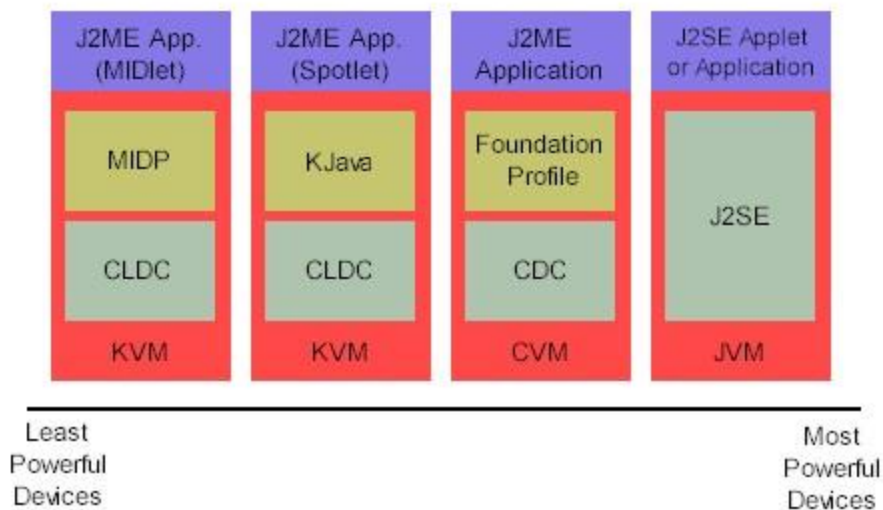 J2ME App.
(MIDlet)
MIDP
CLDC
KVM
J2ME App.
(Spotlet)
KJava
CLDC
KVM
J2ME
Application
Foundation
Profile
CDC
CVM
J2SE Applet
or Application
J2SE
JVM
Least
Powerful
Devices
Most
Powerful
Devices